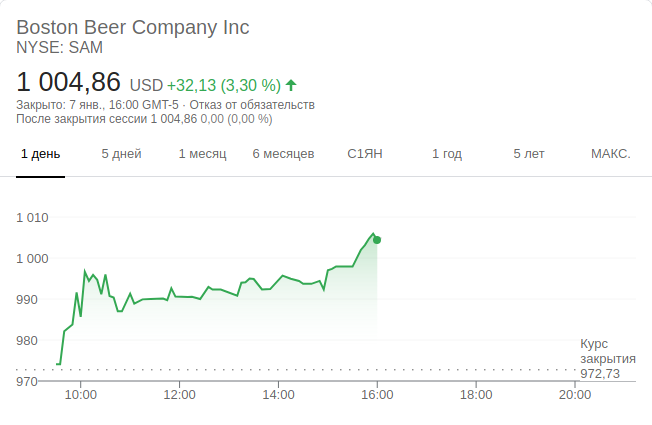 Boston Beer Company Inc
NYSE: SAM
1 004,86 USD +32,13 (3,30 %)
Закрыто: 7 янв., 16:00 GMT-5 · Отказ от обязательств
После закрытия сессии 1 004,86 0,00 (0,00 %)
1 день 5 дней 1 месяц 6 месяцев С1ЯН 1 год 5 лет МАКС.
1 010
1 000
990
980
970
Курс
закрытия
972,73
10:00 12:00 14:00 16:00 18:00 20:00